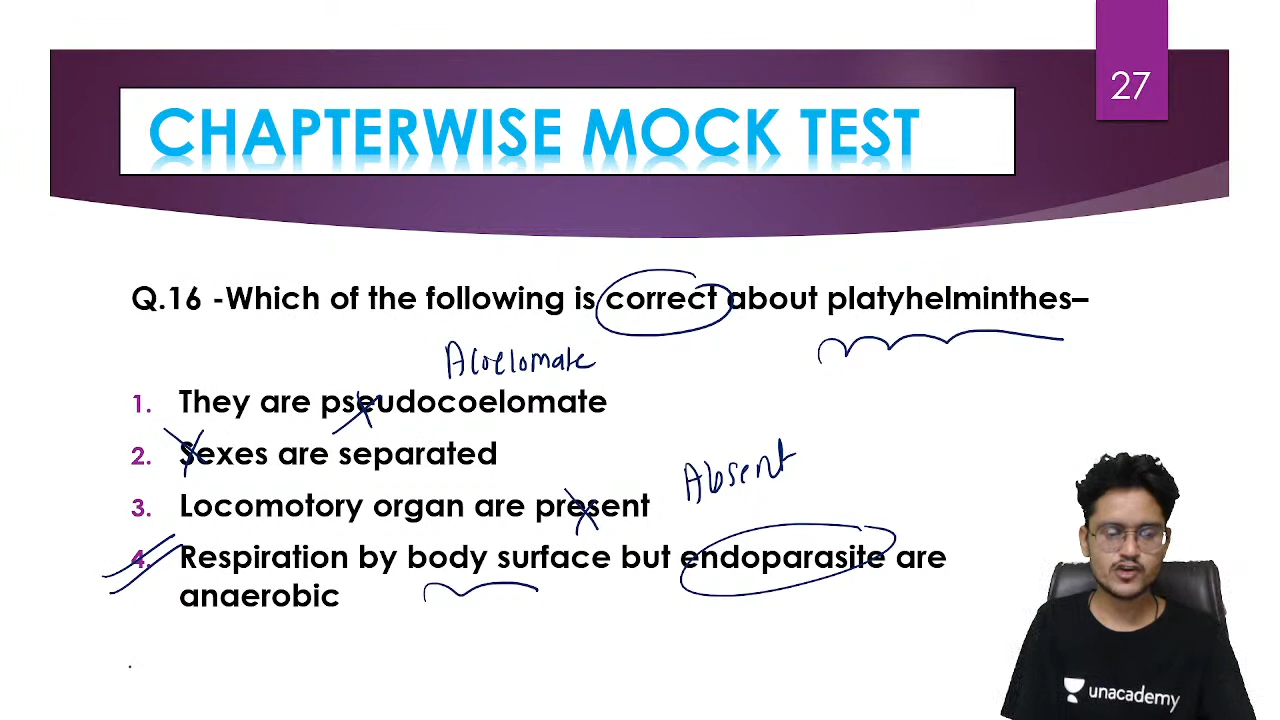 27
CHAPTERWISE MOCK TEST
Q.16 -Which of the following is correct about platyhelminthes–
Acoelomate
1. They are pseudocoelomate
2. Sexes are separated
Absent
3. Locomotory organ are present
4. Respiration by body surface but endoparasite are
anaerobic
unacademy